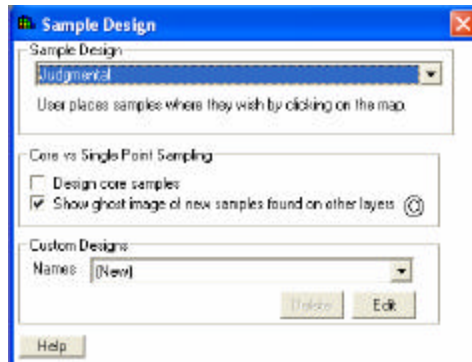 Sample Design
Sample Design
Judgmental
User places samples where they wish by clicking on the map.
Core vs Single Point Sampling
Design core samples
Show ghost image of new samples found on other layers
Custom Designs
Names (New)
Delete Edit
Help